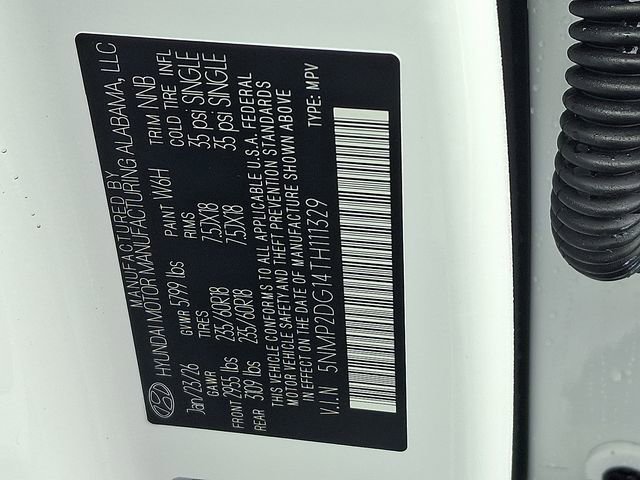 MANUFACTURED BY
HYUNDAI MOTOR MANUFACTURING ALABAMA, LLC
Jan/23/26 GVWR 5799 lbs PAINT W6H TRIM NNB
GAWR TIRES RIMS COLD TIRE INFL
FRONT 2955 lbs 235/60R18 7.5JX18 35 psi SINGLE
REAR 3109 lbs 235/60R18 7.5JX18 35 psi SINGLE
THIS VEHICLE CONFORMS TO ALL APPLICABLE U.S.A. FEDERAL
MOTOR VEHICLE SAFETY AND THEFT PREVENTION STANDARDS
IN EFFECT ON THE DATE OF MANUFACTURE SHOWN ABOVE
V.I.N 5NMP2DG14TH111329 TYPE: MPV